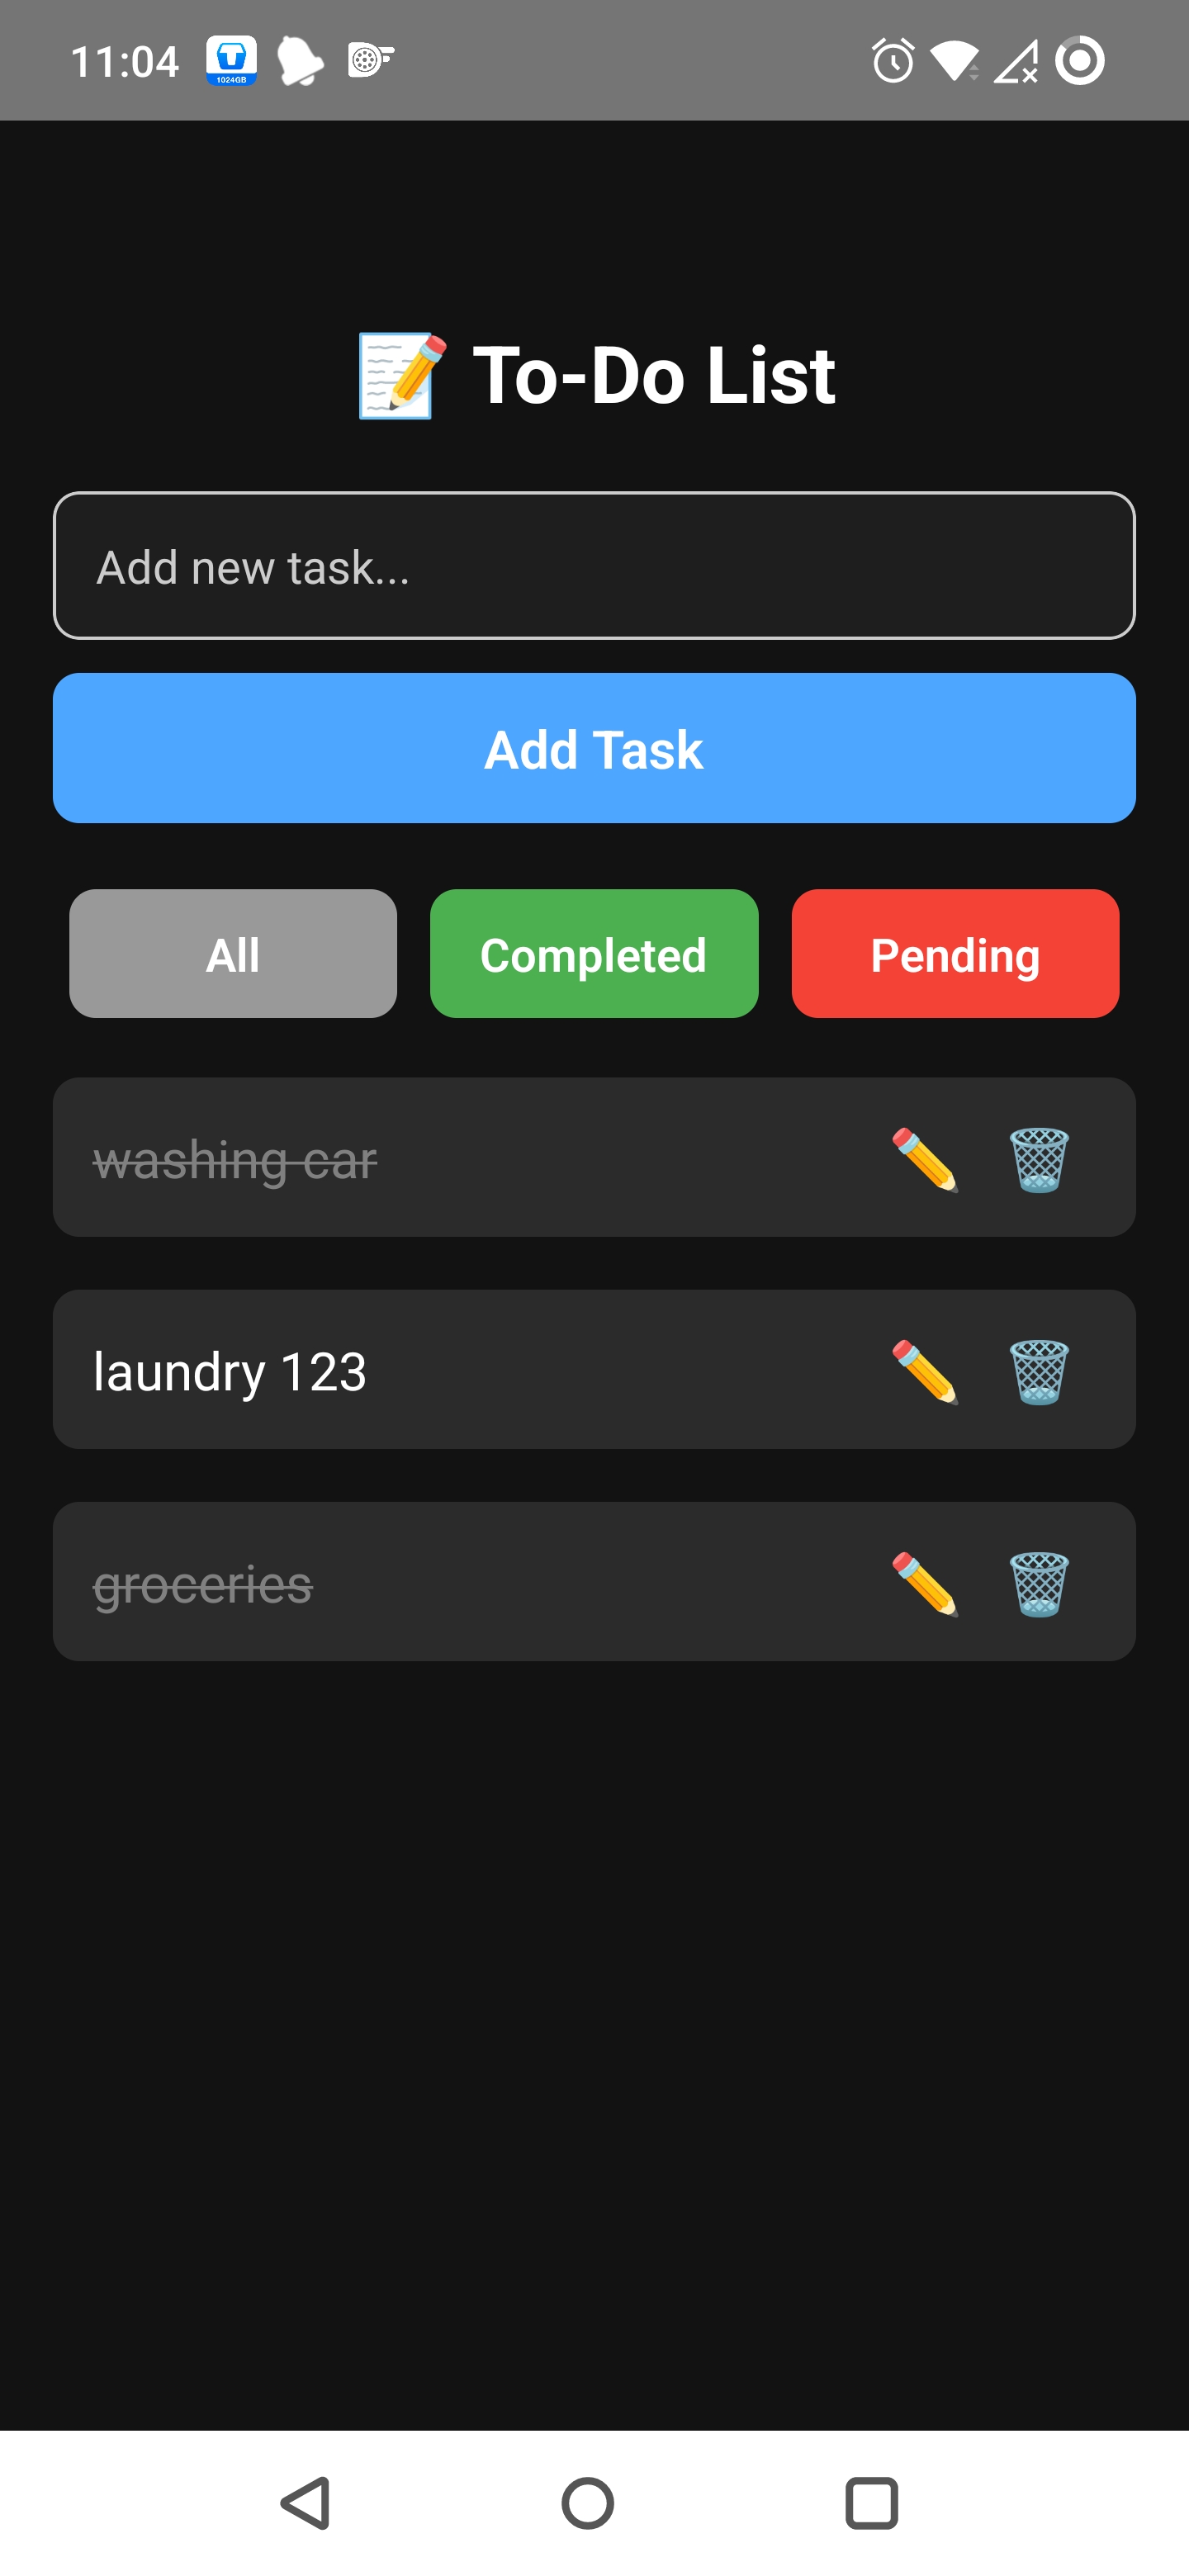 11:04
1024GB
To-Do List
Add new task...
Add Task
All Completed Pending
washing car
laundry 123
groceries